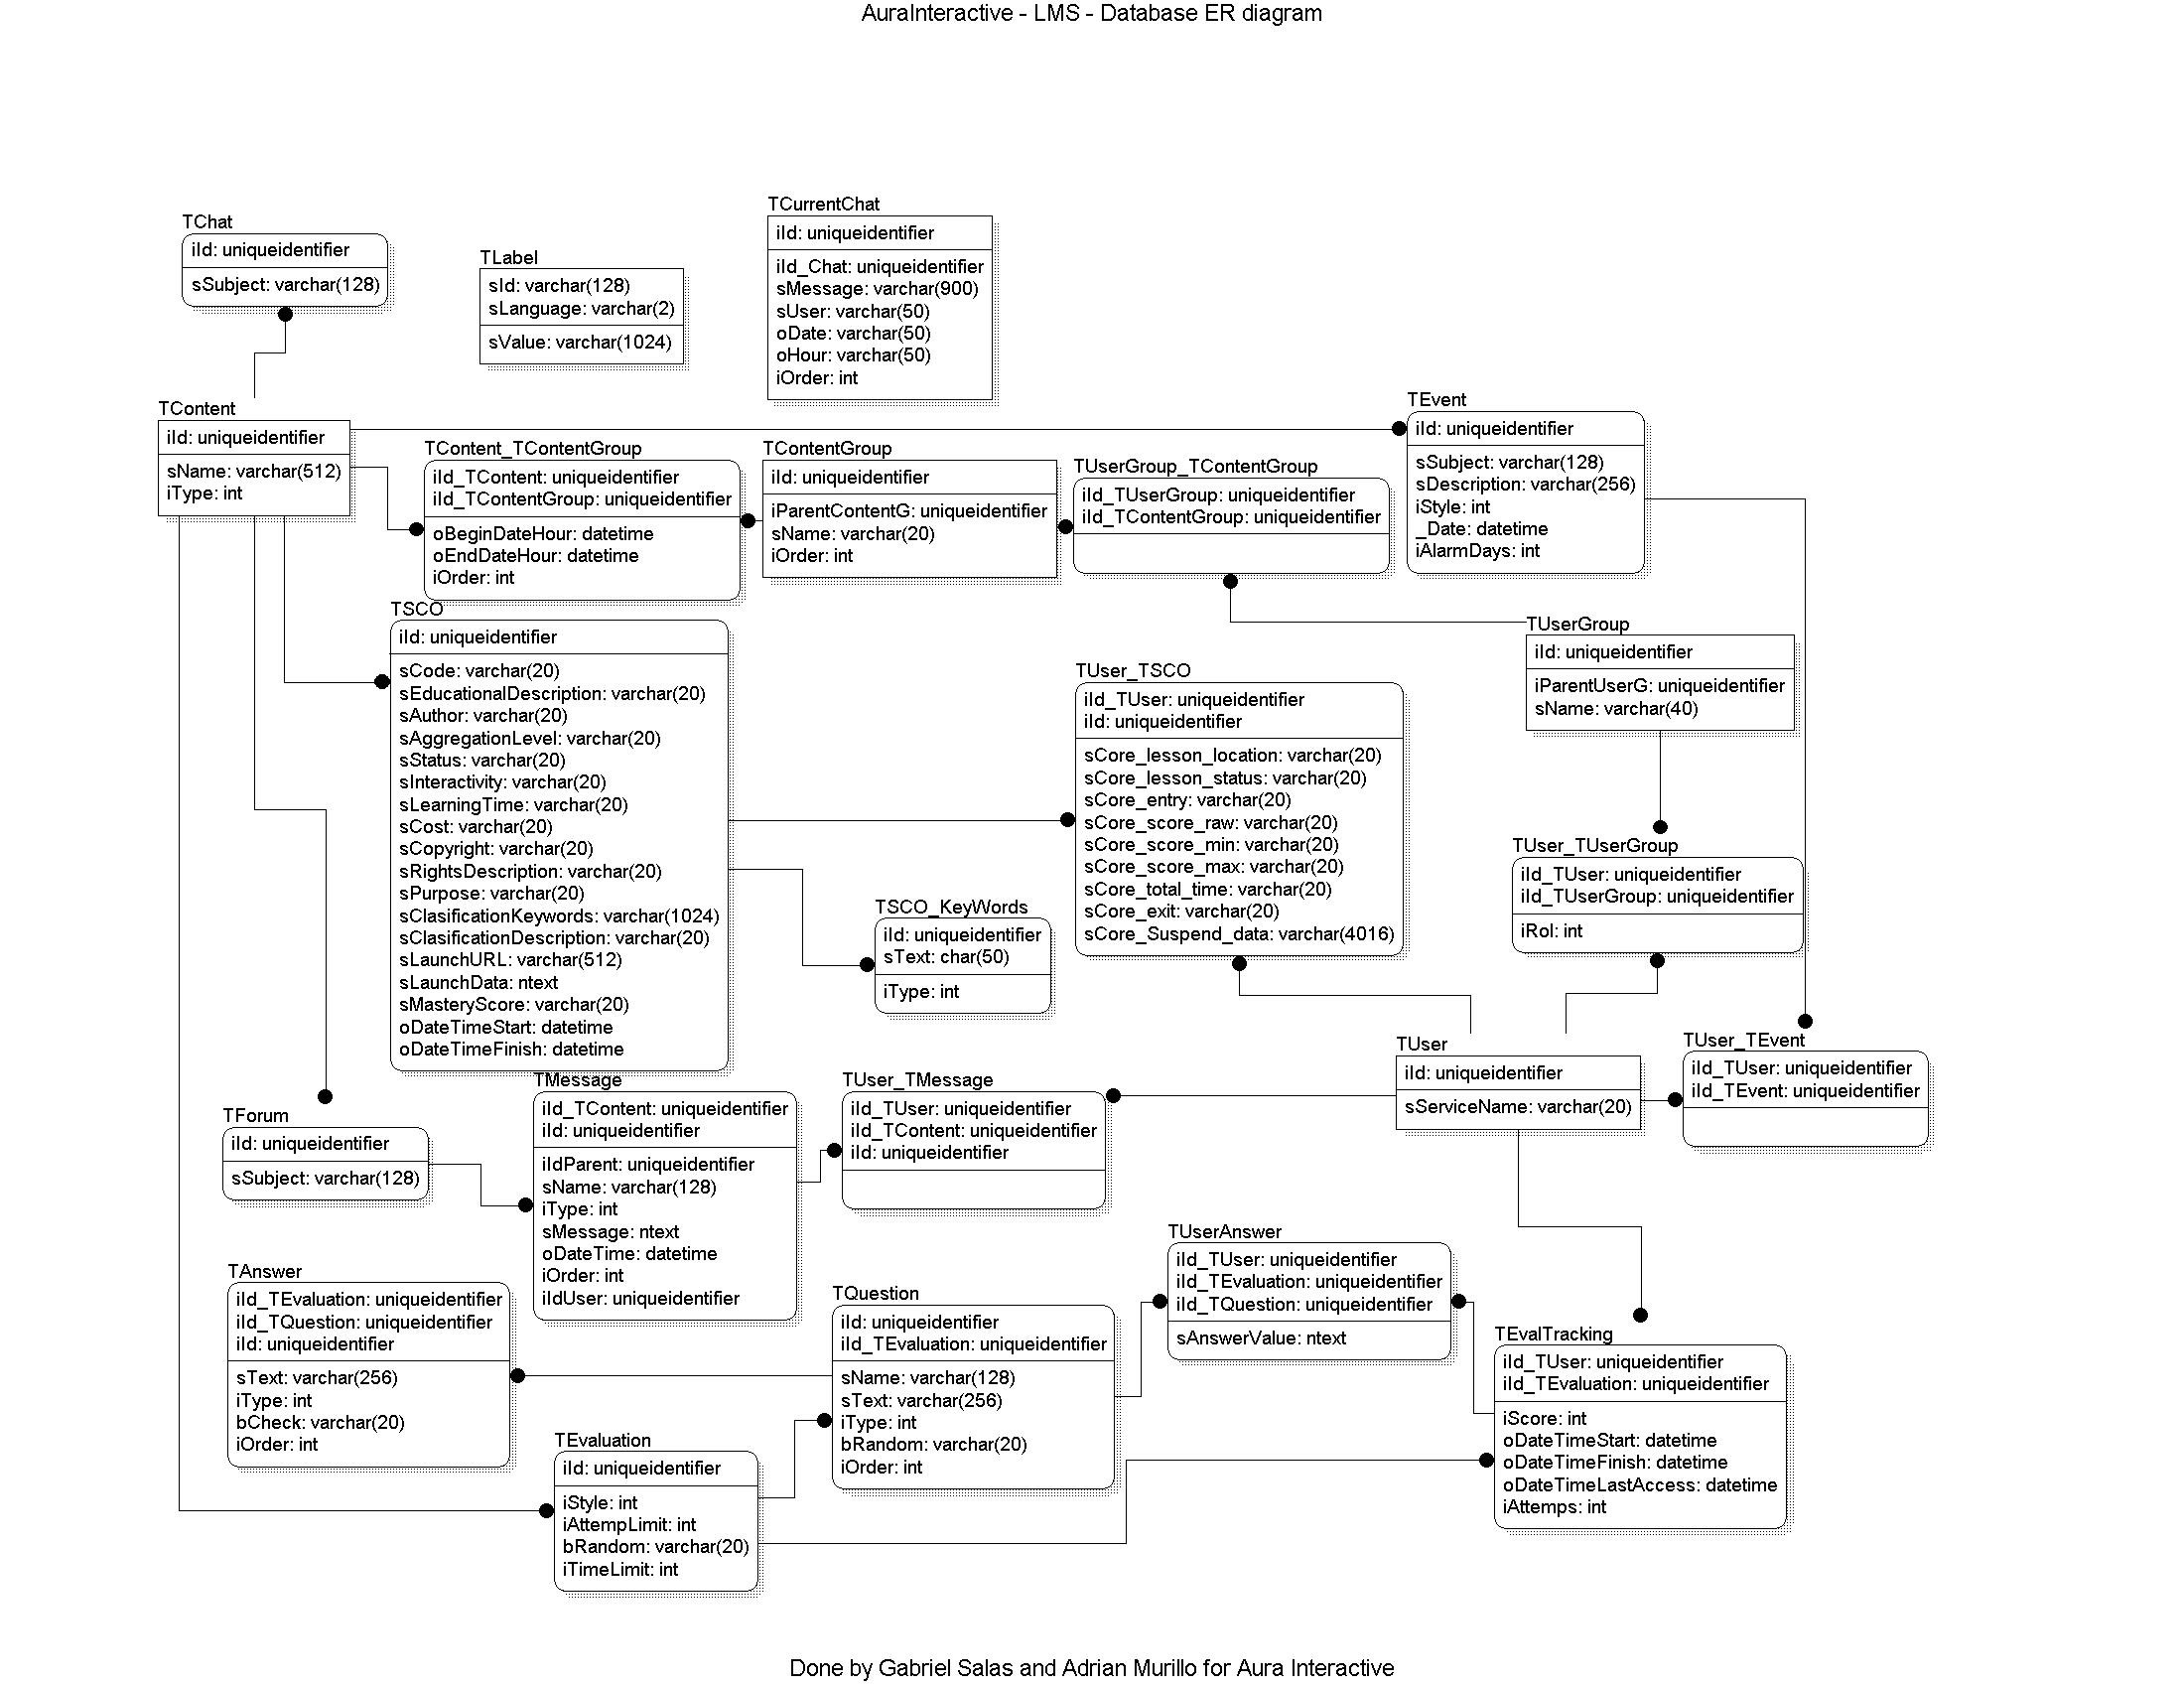 AuraInteractive - LMS - Database ER diagram
TChat
iId: uniqueidentifier
sSubject: varchar(128)
TLabel
sId: varchar(128)
sLanguage: varchar(2)
sValue: varchar(1024)
TCurrentChat
iId: uniqueidentifier
iId_Chat: uniqueidentifier
sMessage: varchar(900)
sUser: varchar(50)
oDate: varchar(50)
oHour: varchar(50)
iOrder: int
TContent
iId: uniqueidentifier
sName: varchar(512)
iType: int
TContent_TContentGroup
iId_TContent: uniqueidentifier
iId_TContentGroup: uniqueidentifier
oBeginDateHour: datetime
oEndDateHour: datetime
iOrder: int
TContentGroup
iId: uniqueidentifier
iParentContentG: uniqueidentifier
sName: varchar(20)
iOrder: int
TUserGroup_TContentGroup
iId_TUserGroup: uniqueidentifier
iId_TContentGroup: uniqueidentifier
TEvent
iId: uniqueidentifier
sSubject: varchar(128)
sDescription: varchar(256)
iStyle: int
_Date: datetime
iAlarmDays: int
TSCO
iId: uniqueidentifier
sCode: varchar(20)
sEducationalDescription: varchar(20)
sAuthor: varchar(20)
sAggregationLevel: varchar(20)
sStatus: varchar(20)
sInteractivity: varchar(20)
sLearningTime: varchar(20)
sCost: varchar(20)
sCopyright: varchar(20)
sRightsDescription: varchar(20)
sPurpose: varchar(20)
sClasificationKeywords: varchar(1024)
sClasificationDescription: varchar(20)
sLaunchURL: varchar(512)
sLaunchData: ntext
sMasteryScore: varchar(20)
oDateTimeStart: datetime
oDateTimeFinish: datetime
TUser_TSCO
iId_TUser: uniqueidentifier
iId: uniqueidentifier
sCore_lesson_location: varchar(20)
sCore_lesson_status: varchar(20)
sCore_entry: varchar(20)
sCore_score_raw: varchar(20)
sCore_score_min: varchar(20)
sCore_score_max: varchar(20)
sCore_total_time: varchar(20)
sCore_exit: varchar(20)
sCore_Suspend_data: varchar(4016)
TUserGroup
iId: uniqueidentifier
iParentUserG: uniqueidentifier
sName: varchar(40)
TUser_TUserGroup
iId_TUser: uniqueidentifier
iId_TUserGroup: uniqueidentifier
iRol: int
TSCO_KeyWords
iId: uniqueidentifier
sText: char(50)
iType: int
TUser
iId: uniqueidentifier
sServiceName: varchar(20)
TUser_TEvent
iId_TUser: uniqueidentifier
iId_TEvent: uniqueidentifier
TForum
iId: uniqueidentifier
sSubject: varchar(128)
TMessage
iId_TContent: uniqueidentifier
iId: uniqueidentifier
iIdParent: uniqueidentifier
sName: varchar(128)
iType: int
sMessage: ntext
oDateTime: datetime
iOrder: int
iIdUser: uniqueidentifier
TUser_TMessage
iId_TUser: uniqueidentifier
iId_TContent: uniqueidentifier
iId: uniqueidentifier
TAnswer
iId_TEvaluation: uniqueidentifier
iId_TQuestion: uniqueidentifier
iId: uniqueidentifier
sText: varchar(256)
iType: int
bCheck: varchar(20)
iOrder: int
TQuestion
iId: uniqueidentifier
iId_TEvaluation: uniqueidentifier
sName: varchar(128)
sText: varchar(256)
iType: int
bRandom: varchar(20)
iOrder: int
TUserAnswer
iId_TUser: uniqueidentifier
iId_TEvaluation: uniqueidentifier
iId_TQuestion: uniqueidentifier
sAnswerValue: ntext
TEvalTracking
iId_TUser: uniqueidentifier
iId_TEvaluation: uniqueidentifier
iScore: int
oDateTimeStart: datetime
oDateTimeFinish: datetime
oDateTimeLastAccess: datetime
iAttemps: int
TEvaluation
iId: uniqueidentifier
iStyle: int
iAttempLimit: int
bRandom: varchar(20)
iTimeLimit: int
Done by Gabriel Salas and Adrian Murillo for Aura Interactive